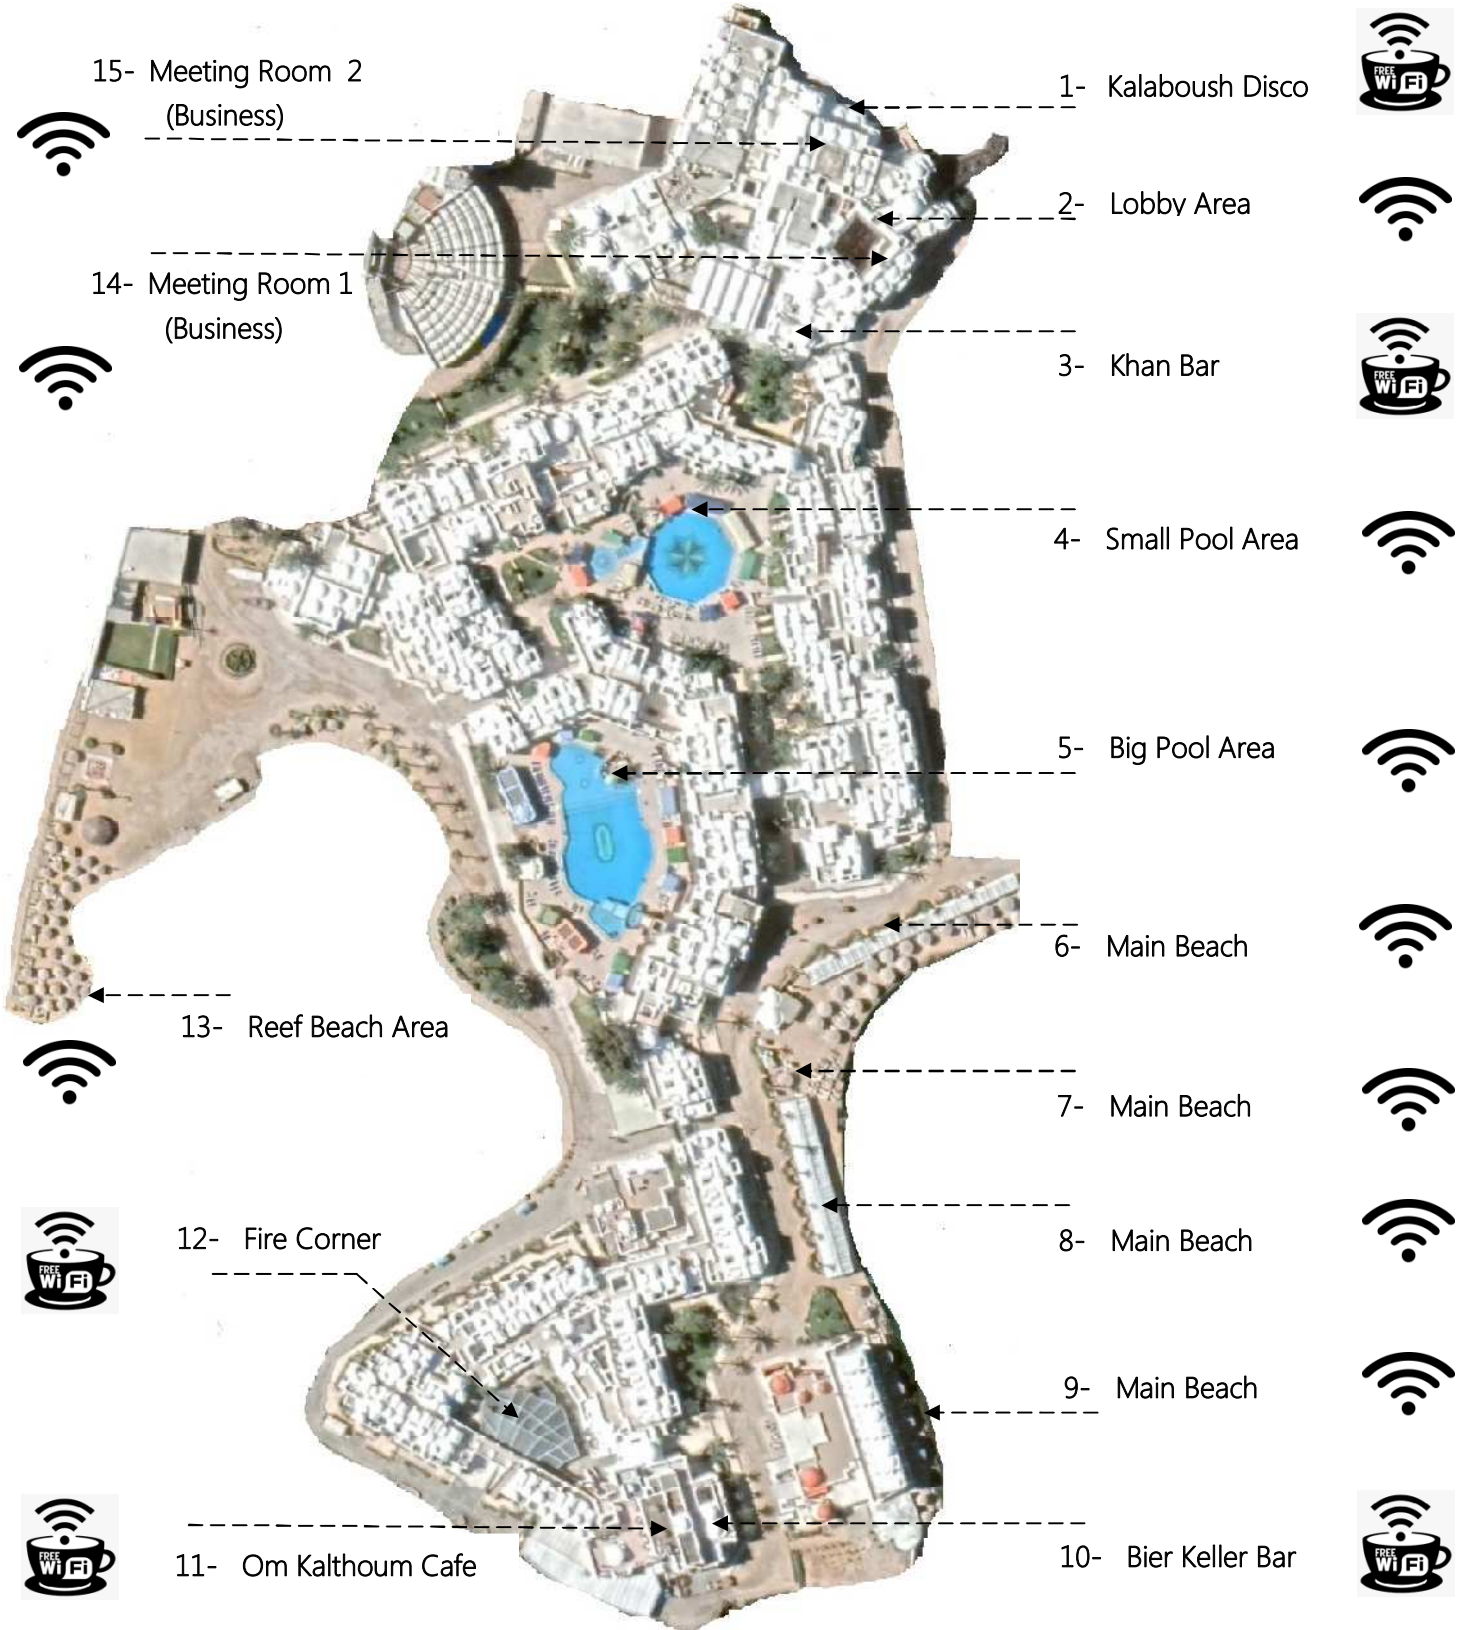 15- Meeting Room 2
(Business)
1- Kalaboush Disco
FREE
Wi Fi
2- Lobby Area
14- Meeting Room 1
(Business)
3- Khan Bar
FREE
Wi Fi
4- Small Pool Area
5- Big Pool Area
6- Main Beach
13- Reef Beach Area
7- Main Beach
12- Fire Corner
FREE
Wi Fi
8- Main Beach
9- Main Beach
11- Om Kalthoum Cafe
FREE
Wi Fi
10- Bier Keller Bar
FREE
Wi Fi